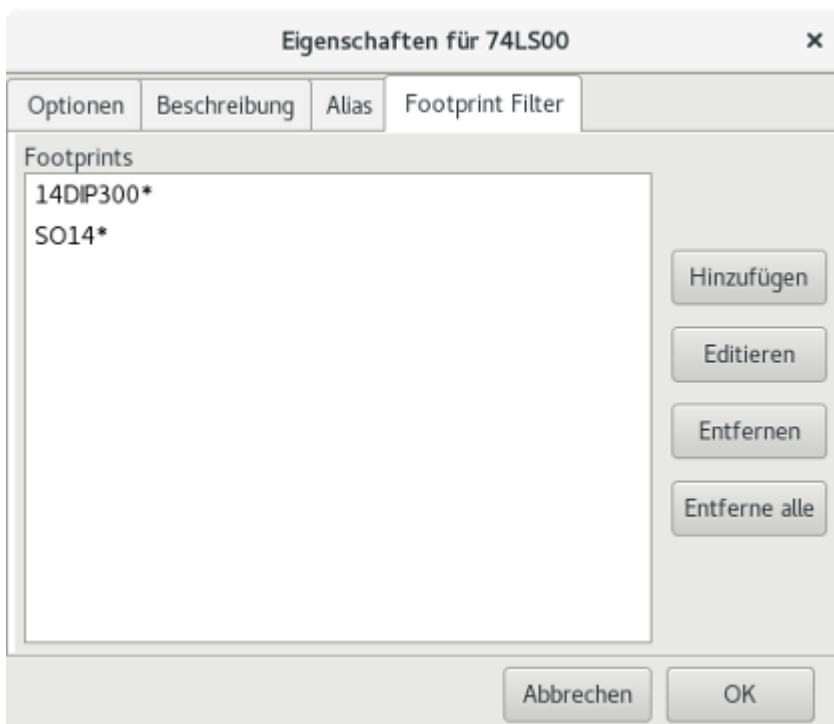 Eigenschaften für 74LS00 ×
Optionen Beschreibung Alias Footprint Filter
Footprints
14DIP300*
SO14*
Hinzufügen
Editieren
Entfernen
Entferne alle
Abbrechen OK